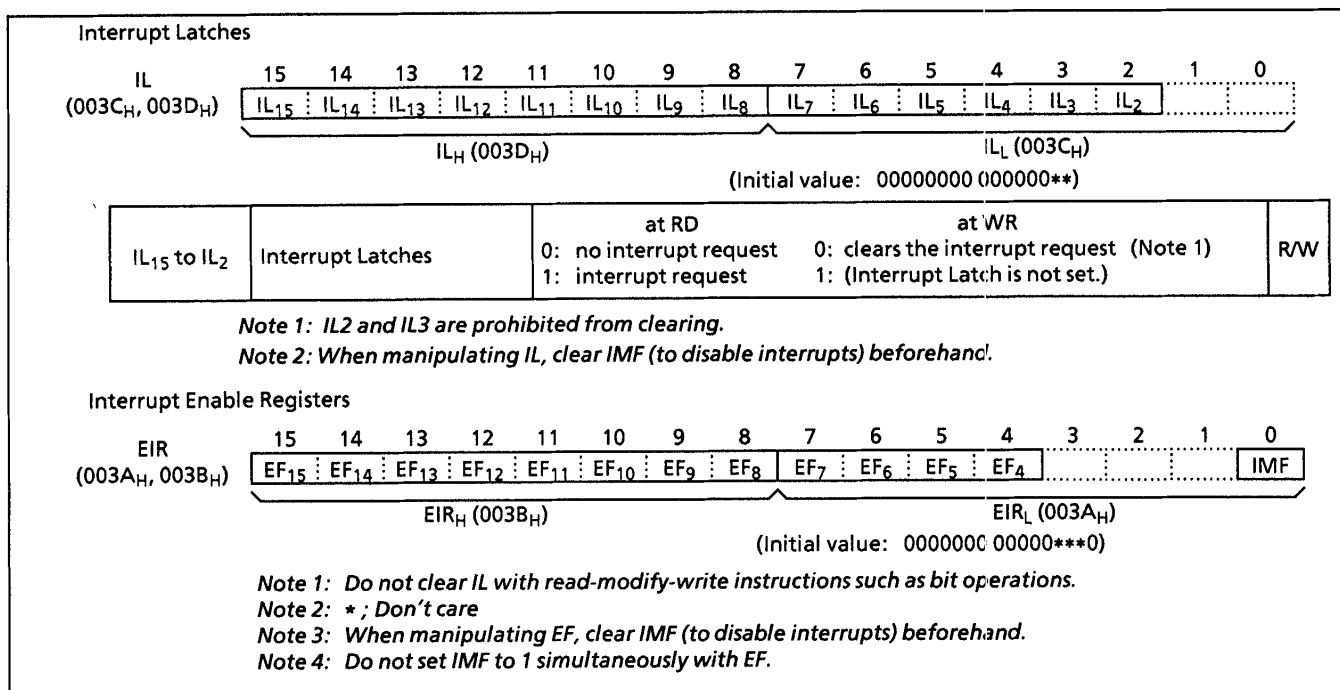 Interrupt Latches
IL
(003CH, 003DH)
15 14 13 12 11 10 9 8 7 6 5 4 3 2 1 0
IL15 IL14 IL13 IL12 IL11 IL10 IL9 IL8 IL7 IL6 IL5 IL4 IL3 IL2
ILH (003DH) ILL (003CH)
(Initial value: 00000000 000000**)
IL15 to IL2 Interrupt Latches
at RD at WR
0: no interrupt request 0: clears the interrupt request (Note 1)
1: interrupt request 1: (Interrupt Latch is not set.)
R/W
Note 1: IL2 and IL3 are prohibited from clearing.
Note 2: When manipulating IL, clear IMF (to disable interrupts) beforehand.
Interrupt Enable Registers
EIR
(003AH, 003BH)
15 14 13 12 11 10 9 8 7 6 5 4 3 2 1 0
EF15 EF14 EF13 EF12 EF11 EF10 EF9 EF8 EF7 EF6 EF5 EF4 IMF
EIRH (003BH) EIRL (003AH)
(Initial value: 00000000 00000***0)
Note 1: Do not clear IL with read-modify-write instructions such as bit operations.
Note 2: * ; Don't care
Note 3: When manipulating EF, clear IMF (to disable interrupts) beforehand.
Note 4: Do not set IMF to 1 simultaneously with EF.